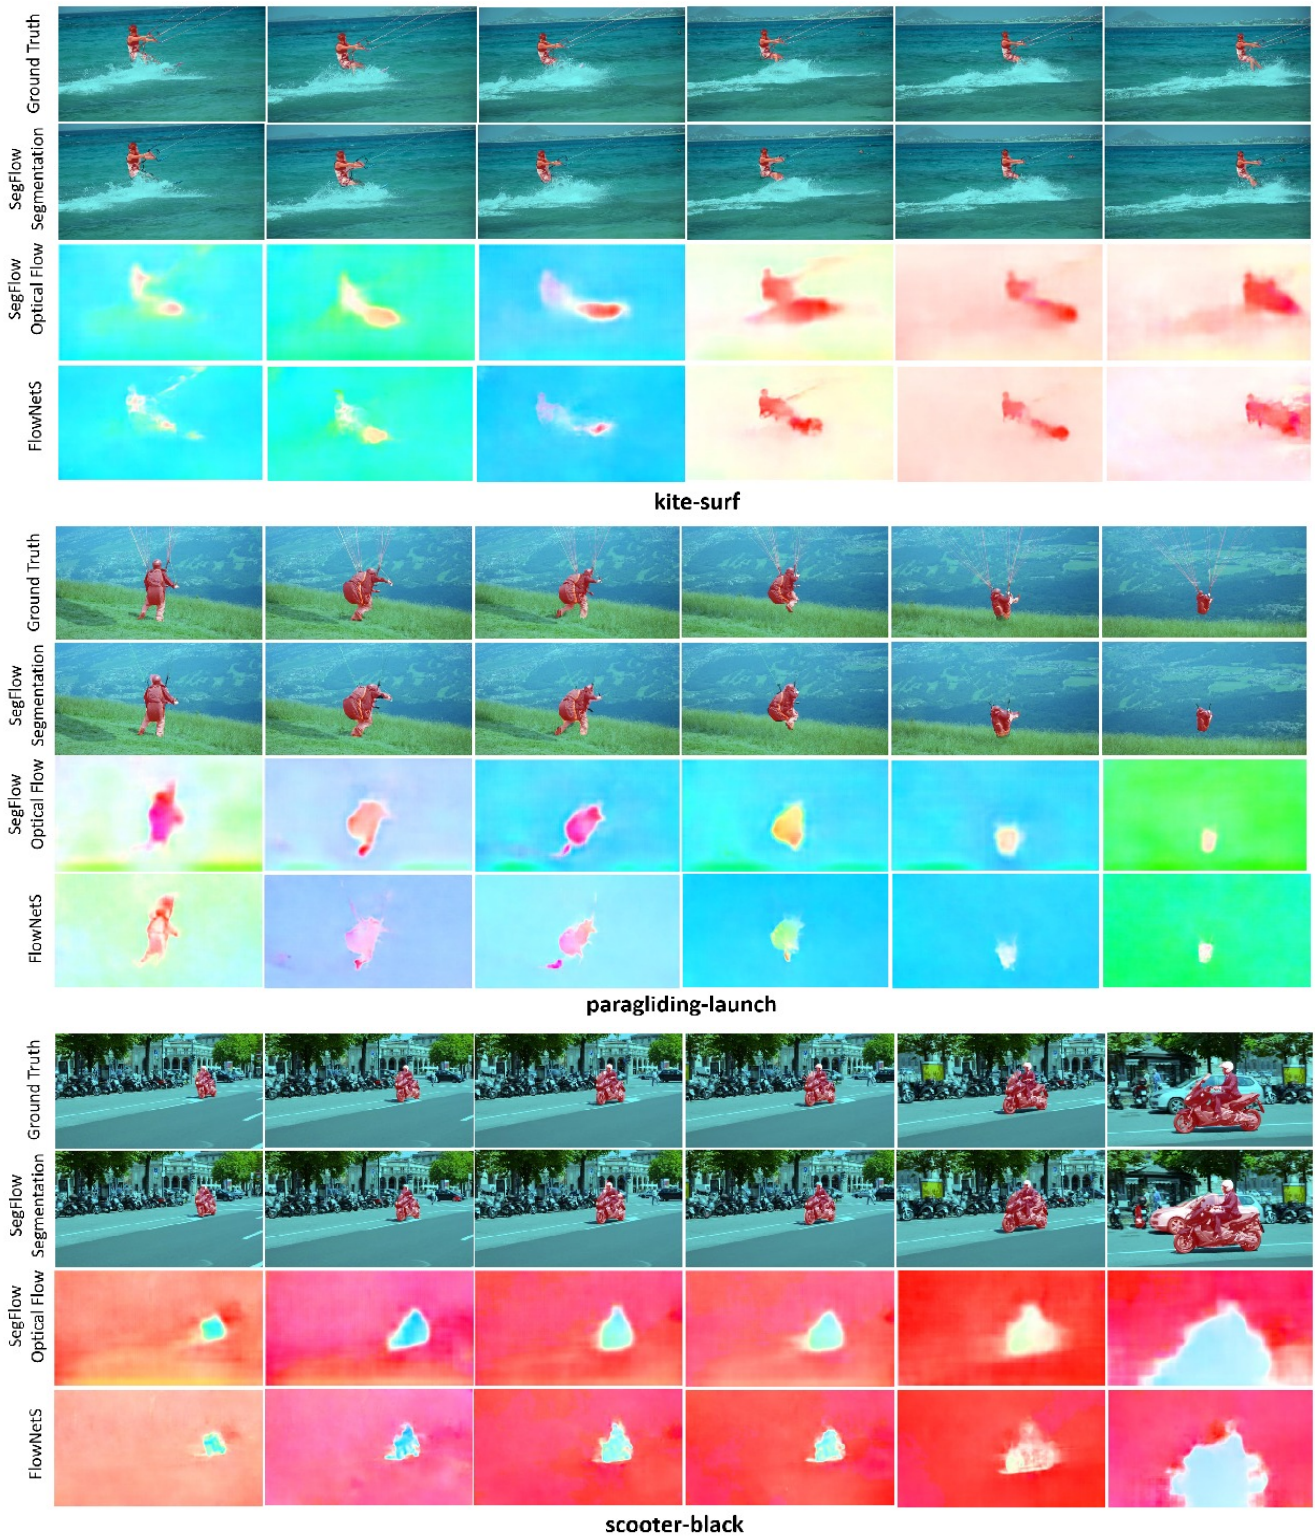 Ground Truth
SegFlow
Segmentation
SegFlow
Optical Flow
FlowNetS
kite-surf
Ground Truth
SegFlow
Segmentation
SegFlow
Optical Flow
FlowNetS
paragliding-launch
Ground Truth
SegFlow
Segmentation
SegFlow
Optical Flow
FlowNetS
scooter-black